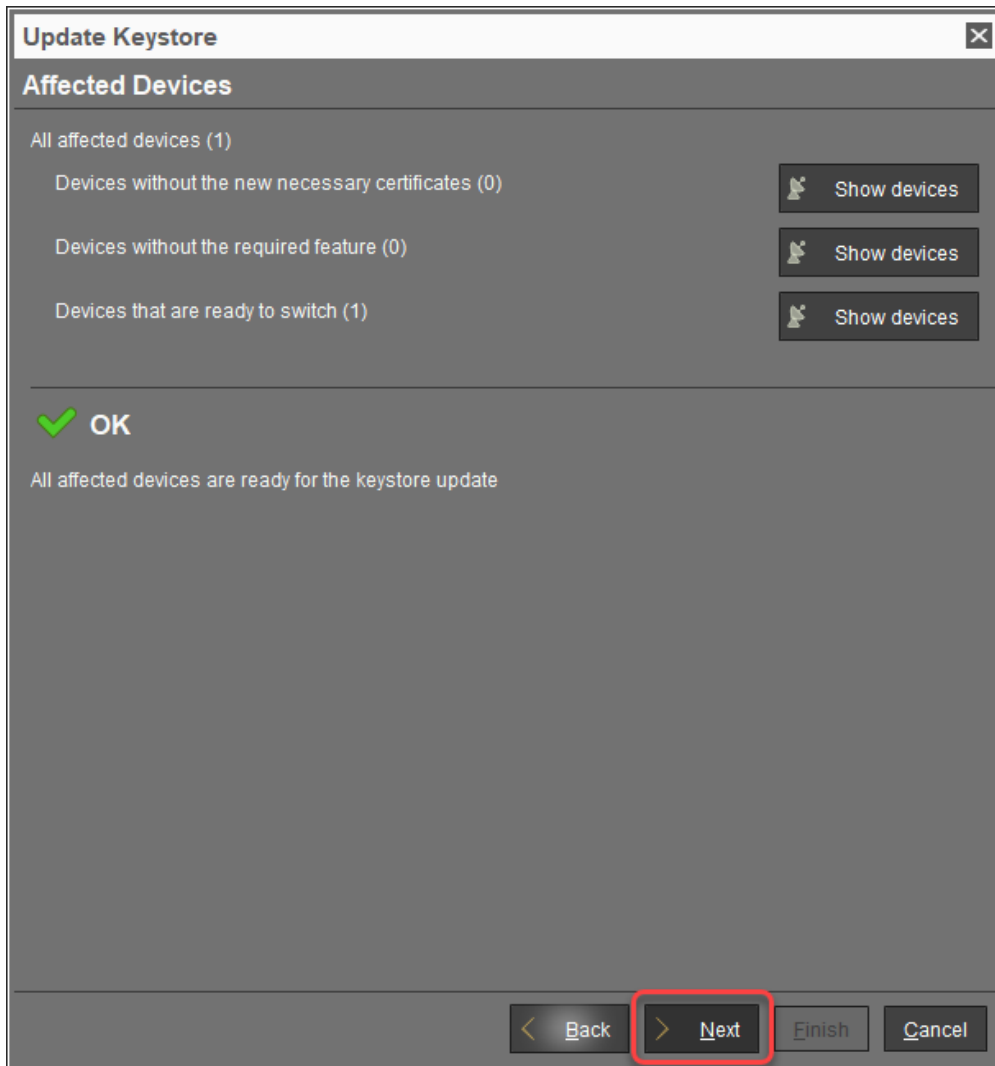 Update Keystore
Affected Devices
All affected devices (1)
Devices without the new necessary certificates (0)
Show devices
Devices without the required feature (0)
Show devices
Devices that are ready to switch (1)
Show devices
OK
All affected devices are ready for the keystore update
Back
Next
Finish
Cancel